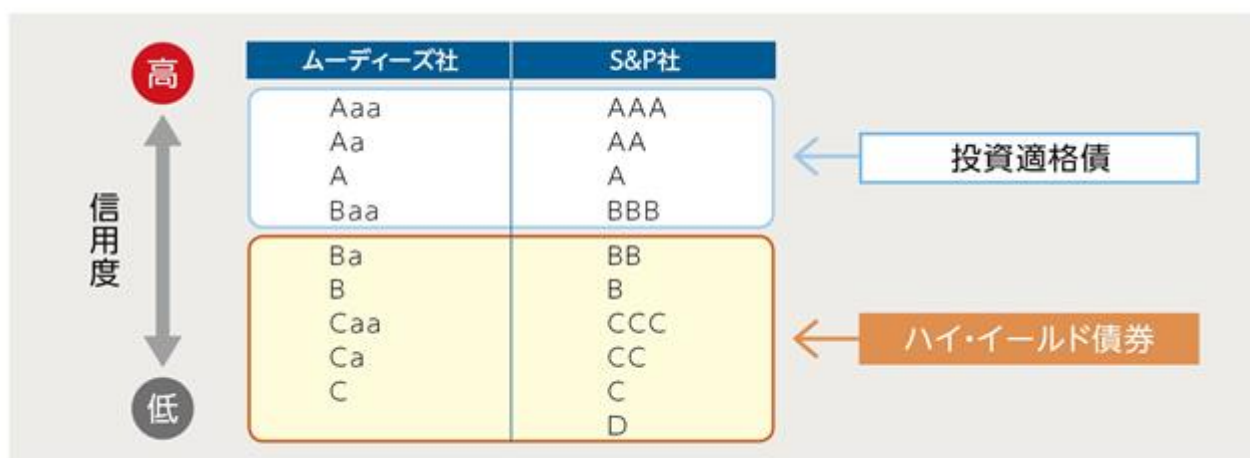 高
信用度
低
ムーディーズ社 S&P社
Aaa AAA
Aa AA
A A
Baa BBB
Ba BB
B B
Caa CCC
Ca CC
C C
D
投資適格債
ハイ・イールド債券